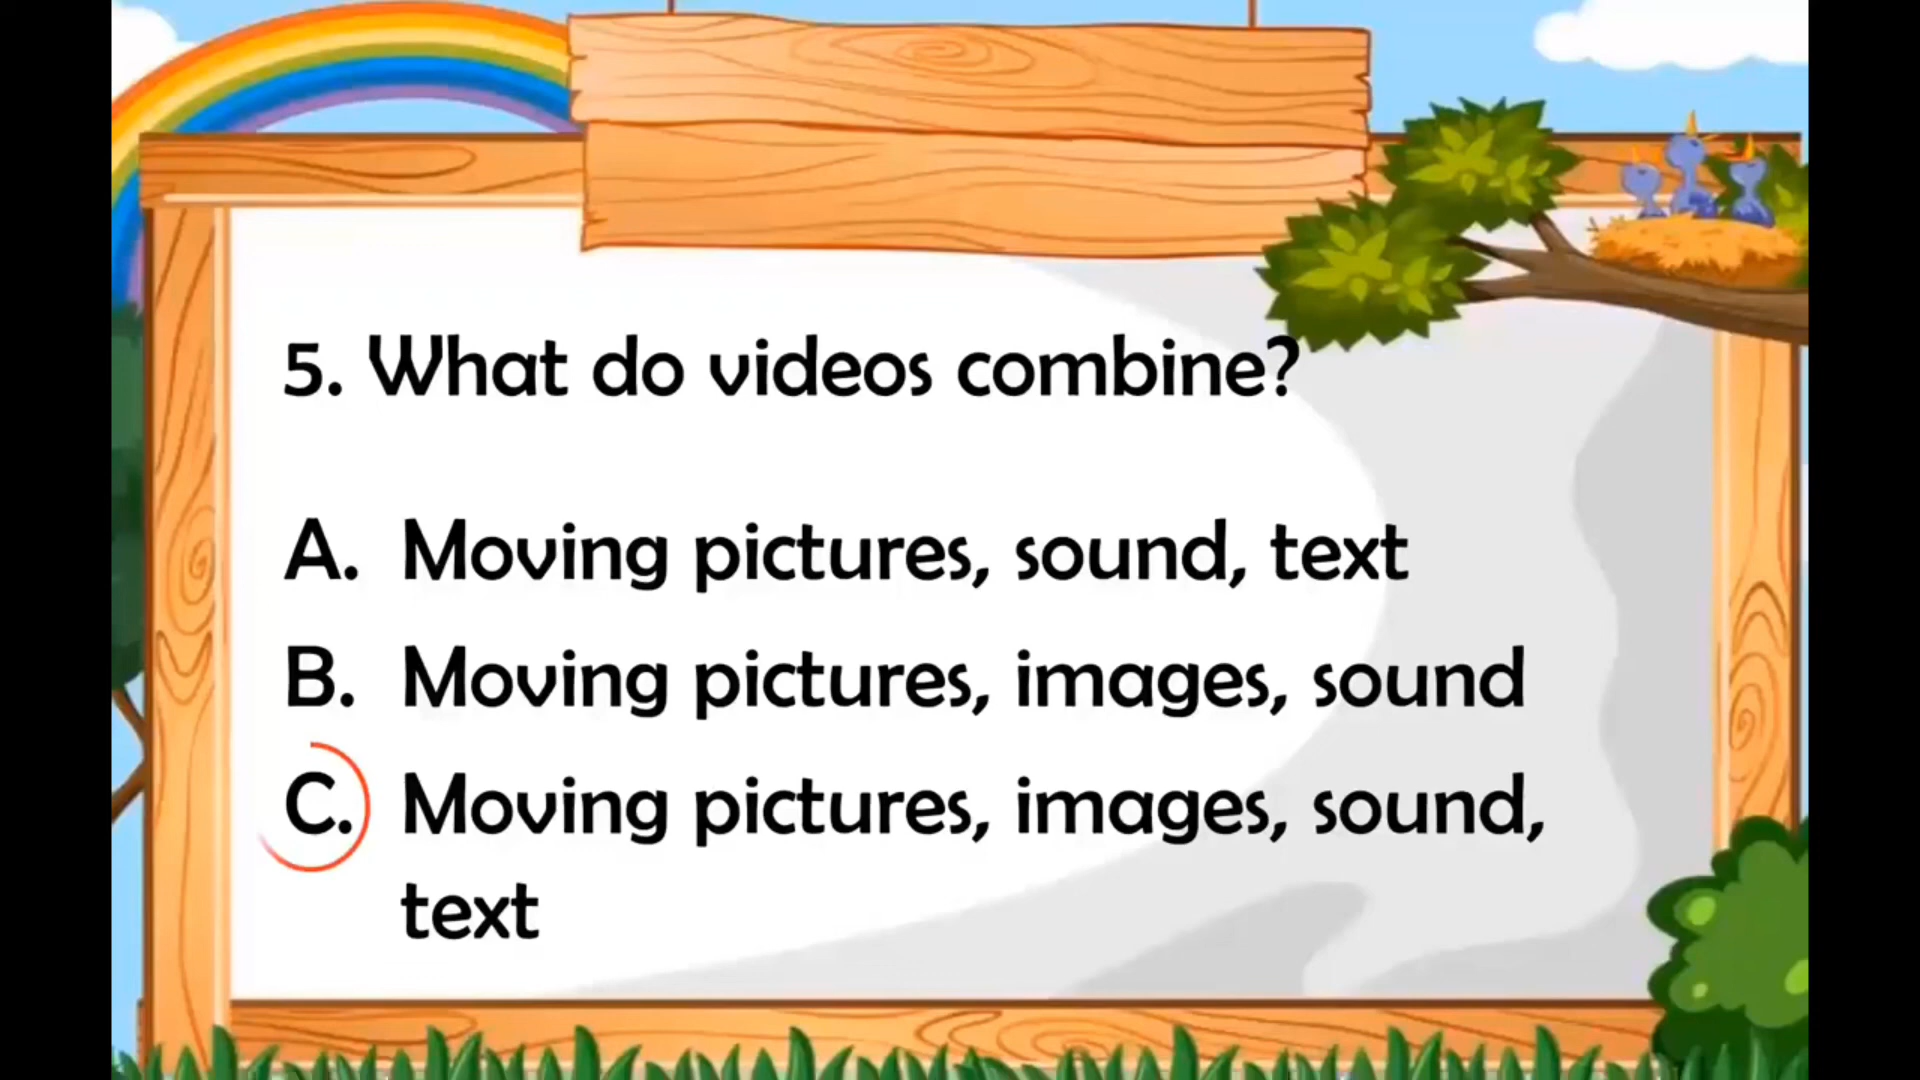 5. What do videos combine?
A. Moving pictures, sound, text
B. Moving pictures, images, sound
C. Moving pictures, images, sound,
text